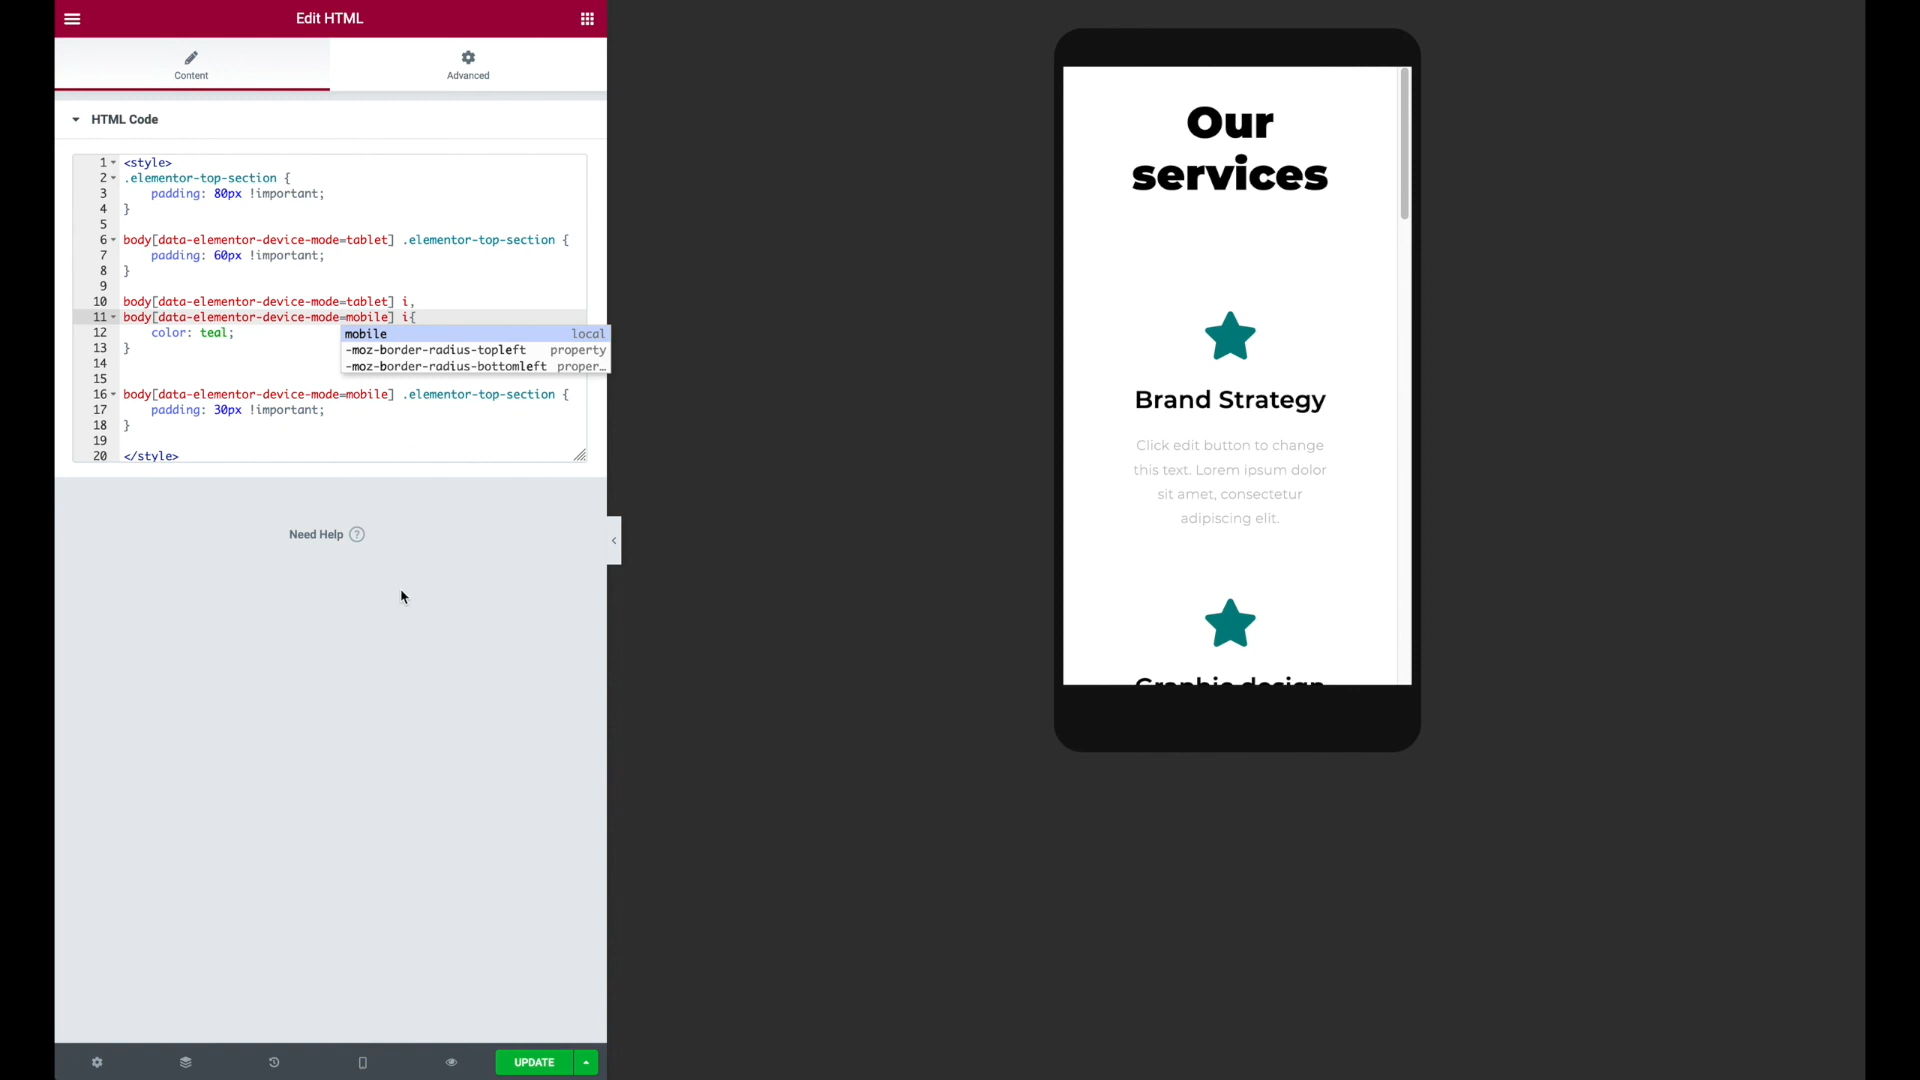 Edit HTML
Content
Advanced
HTML Code
1 <style>
2 .elementor-top-section {
3 padding: 80px !important;
4 }
5
6 body[data-elementor-device-mode=tablet] .elementor-top-section {
7 padding: 60px !important;
8 }
9
10 body[data-elementor-device-mode=tablet] i,
11 body[data-elementor-device-mode=mobile] i{
12 color: teal;
13 }
14
15
16 body[data-elementor-device-mode=mobile] .elementor-top-section {
17 padding: 30px !important;
18 }
19
20 </style>
mobile local
-moz-border-radius-topleft property
-moz-border-radius-bottomleft proper…
Need Help ?
UPDATE
Our
services
Brand Strategy
Click edit button to change
this text. Lorem ipsum dolor
sit amet, consectetur
adipiscing elit.
Graphic design